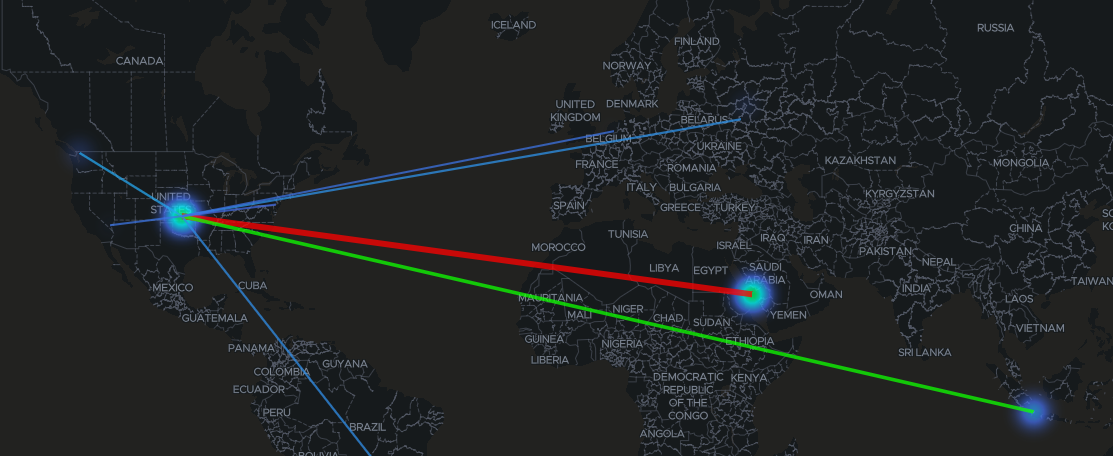 ICELAND
RUSSIA
FINLAND
CANADA
NORWAY
UNITED
KINGDOM
DENMARK
BELARUS
BELGIUM
UKRAINE
FRANCE
ROMANIA
KAZAKHSTAN
MONGOLIA
ITALY
BULGARIA
KYRGYZSTAN
UNITED
STATES
SPAIN
GREECE
TURKEY
CHINA
TUNISIA
MOROCCO
ISRAEL
IRAQ
IRAN
PAKISTAN
NEPAL
LIBYA
EGYPT
SAUDI
ARABIA
TAIWAN
MEXICO
CUBA
OMAN
INDIA
LAOS
MAURITANIA
MALI
NIGER
CHAD
SUDAN
YEMEN
GUATEMALA
VIETNAM
GUINEA
NIGERIA
ETHIOPIA
PANAMA
LIBERIA
SRI LANKA
COLOMBIA
GUYANA
ECUADOR
DEMOCRATIC
REPUBLIC
OF THE
CONGO
KENYA
PERU
BRAZIL
ANGOLA
BOLIVIA